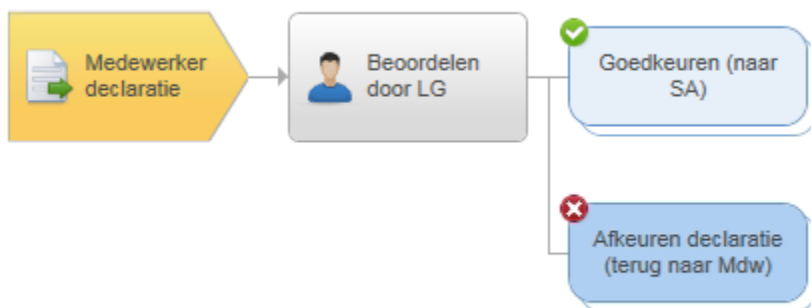 Medewerker
declaratie
Beoordelen
door LG
Goedkeuren (naar
SA)
Afkeuren declaratie
(terug naar Mdw)